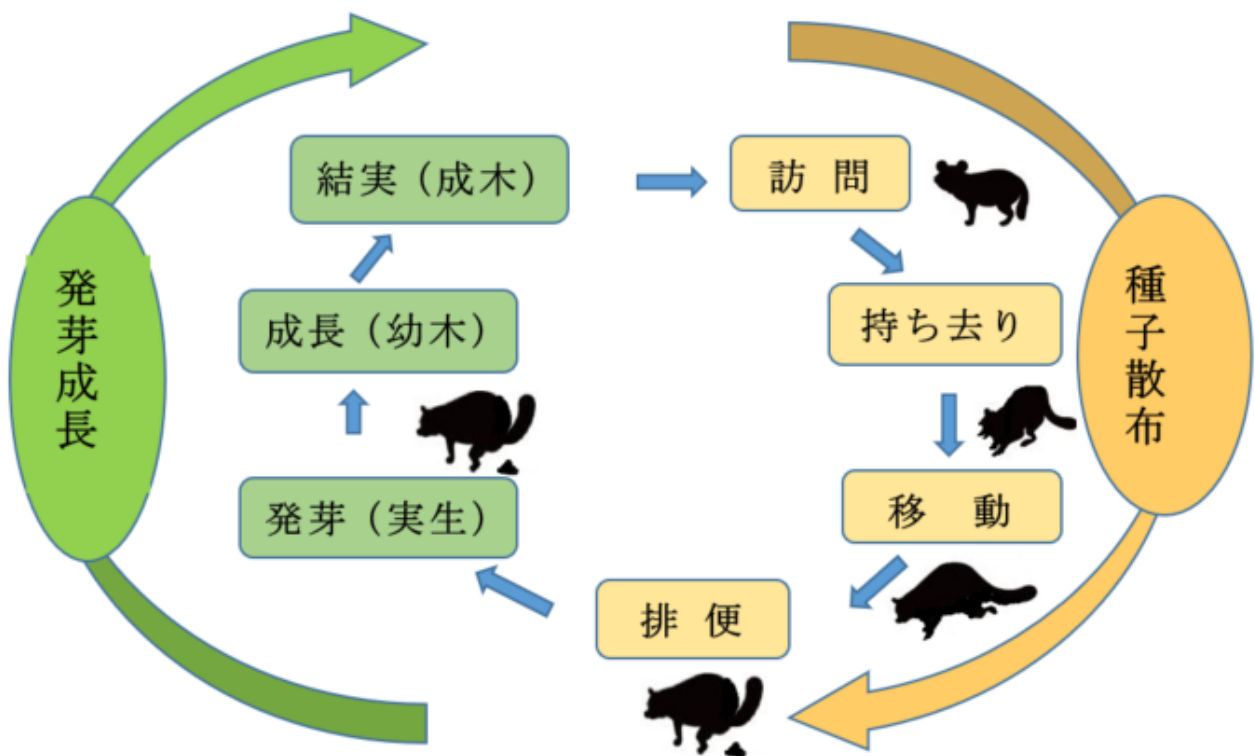 結実（成木）
訪問
持ち去り
移動
排便
発芽（実生）
成長（幼木）
種子散布
発芽成長